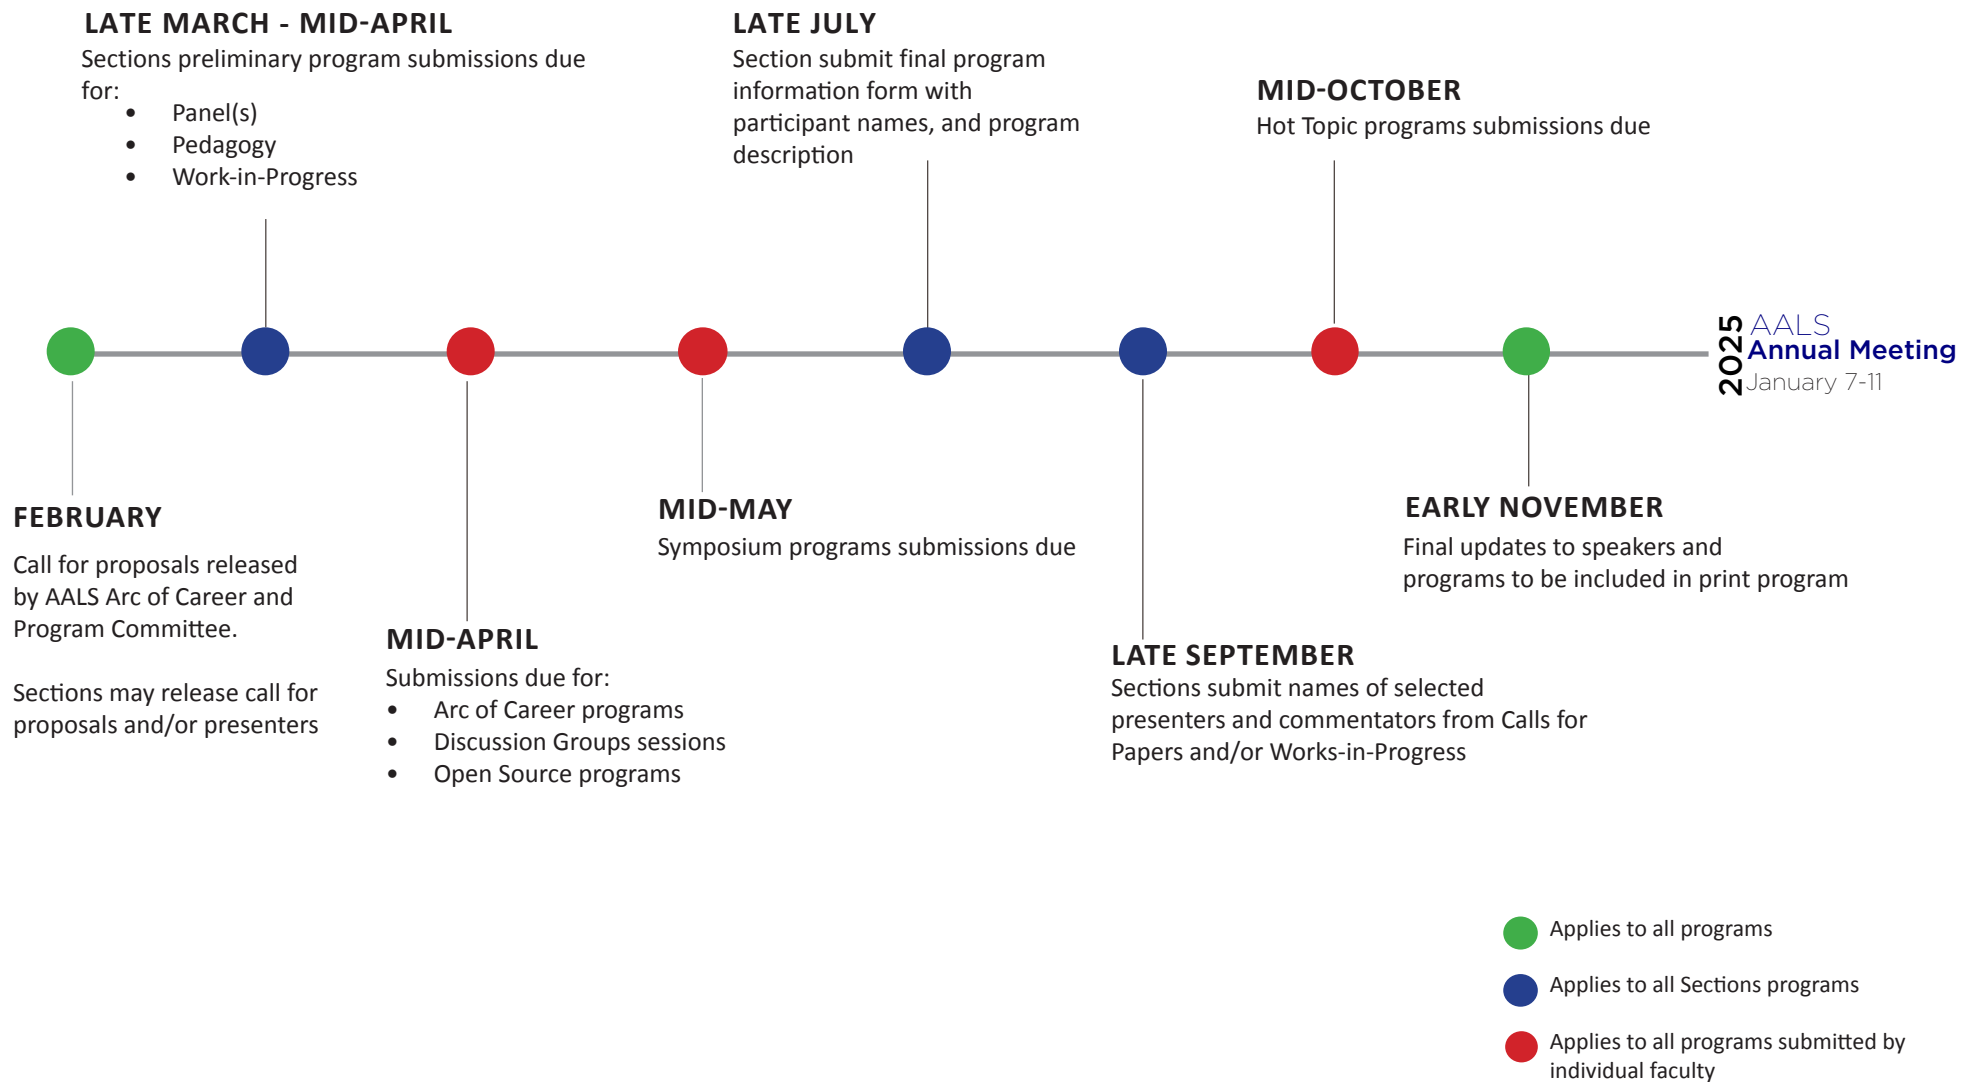 LATE MARCH - MID-APRIL
Sections preliminary program submissions due
for:
• Panel(s)
• Pedagogy
• Work-in-Progress
LATE JULY
Section submit final program
information form with
participant names, and program
description
MID-OCTOBER
Hot Topic programs submissions due
2025
AALS
Annual Meeting
January 7-11
FEBRUARY
Call for proposals released
by AALS Arc of Career and
Program Committee.
Sections may release call for
proposals and/or presenters
MID-APRIL
Submissions due for:
• Arc of Career programs
• Discussion Groups sessions
• Open Source programs
MID-MAY
Symposium programs submissions due
LATE SEPTEMBER
Sections submit names of selected
presenters and commentators from Calls for
Papers and/or Works-in-Progress
EARLY NOVEMBER
Final updates to speakers and
programs to be included in print program
Applies to all programs
Applies to all Sections programs
Applies to all programs submitted by
individual faculty